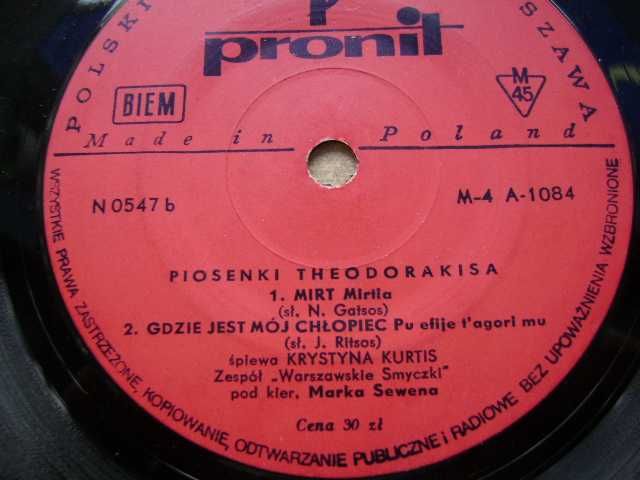 POLSKI
SZAWA
P
pronit
BIEM
M
45
Made in Poland
N 0547 b
M-4 A-1084
PIOSENKI THEODORAKISA
1. MIRT Mirtia
(sł. N. Gatsos)
2. GDZIE JEST MÓJ CHŁOPIEC Pu efije t'agori mu
(sł. J. Ritsos)
śpiewa KRYSTYNA KURTIS
Zespół „Warszawskie Smyczki"
pod kier. Marka Sewena
Cena 30 zł
WSZYSTKIE PRAWA ZASTRZEŻONE, KOPIOWANIE, ODTWARZANIE PUBLICZNE i RADIOWE BEZ UPOWAŻNIENIA WZBRONIONE